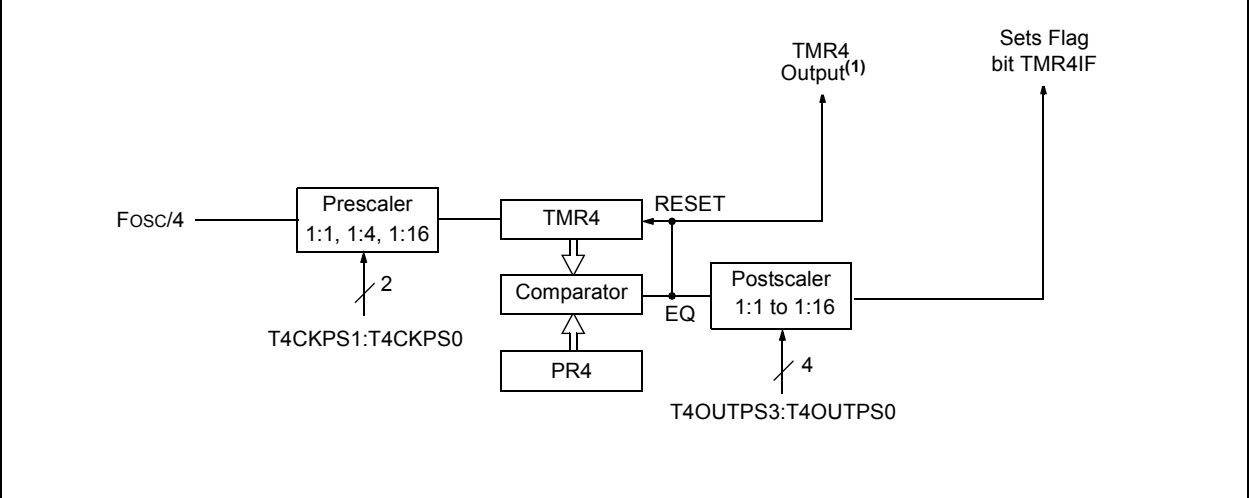 TMR4
Output(1)
Sets Flag
bit TMR4IF
Fosc/4
Prescaler
1:1, 1:4, 1:16
TMR4
RESET
2
T4CKPS1:T4CKPS0
Comparator
EQ
Postscaler
1:1 to 1:16
PR4
4
T4OUTPS3:T4OUTPS0